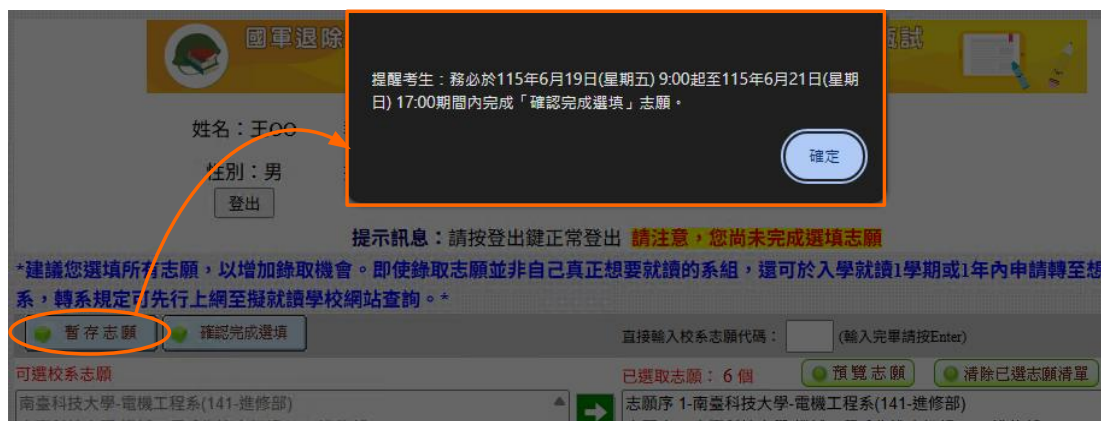 國軍退除
甄試
提醒考生：務必於115年6月19日(星期五) 9:00起至115年6月21日(星期
日) 17:00期間內完成「確認完成選填」志願。
確定
姓名：王OO
性別：男
登出
提示訊息：請按登出鍵正常登出 請注意，您尚未完成選填志願
*建議您選填所有志願，以增加錄取機會。即使錄取志願並非自己真正想要就讀的系組，還可於入學就讀1學期或1年內申請轉至想
系，轉系規定可先行上網至擬就讀學校網站查詢。*
暫存志願 確認完成選填 直接輸入校系志願代碼： (輸入完畢請按Enter)
可選校系志願 已選取志願： 6 個 預覽志願 清除已選志願清單
南臺科技大學-電機工程系(141-進修部) 志願序 1-南臺科技大學-電機工程系(141-進修部)